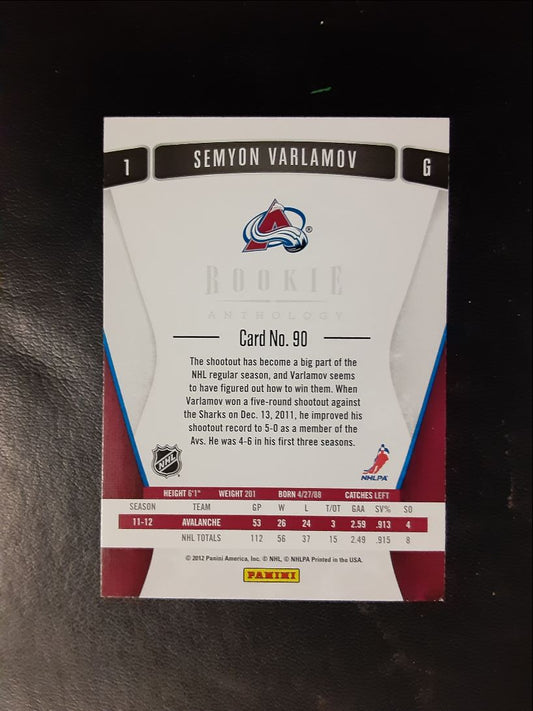 1 SEMYON VARLAMOV G
A ®
ROOKIE
ANTHOLOGY
Card No. 90
The shootout has become a big part of the
NHL regular season, and Varlamov seems
to have figured out how to win them. When
Varlamov won a five-round shootout against
the Sharks on Dec. 13, 2011, he improved his
shootout record to 5-0 as a member of the
Avs. He was 4-6 in his first three seasons.
NHL
NHLPA
HEIGHT 6'1" WEIGHT 201 BORN 4/27/88 CATCHES LEFT
SEASON TEAM GP W L T/OT GAA SV% SO
11-12 AVALANCHE 53 26 24 3 2.59 .913 4
NHL TOTALS 112 56 37 15 2.49 .915 8
© 2012 Panini America, Inc. © NHL, © NHLPA Printed in the USA.
PANINI